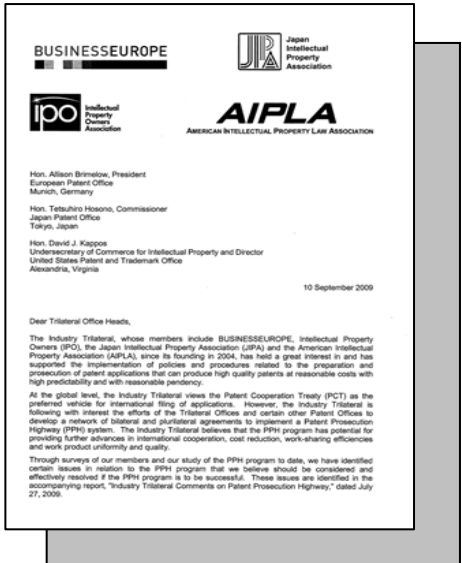 BUSINESSEUROPE
JPA
Japan
Intellectual
Property
Association
ipo
Intellectual
Property
Owners
Association
AIPLA
AMERICAN INTELLECTUAL PROPERTY LAW ASSOCIATION
Hon. Allison Brimelow, President
European Patent Office
Munich, Germany
Hon. Tetsuhiro Hosono, Commissioner
Japan Patent Office
Tokyo, Japan
Hon. David J. Kappos
Undersecretary of Commerce for Intellectual Property and Director
United States Patent and Trademark Office
Alexandria, Virginia
10 September 2009
Dear Trilateral Office Heads,
The Industry Trilateral, whose members include BUSINESSEUROPE, Intellectual Property
Owners (IPO), the Japan Intellectual Property Association (JIPA) and the American Intellectual
Property Association (AIPLA), since its founding in 2004, has held a great interest in and has
supported the implementation of policies and procedures related to the preparation and
prosecution of patent applications that can produce high quality patents at reasonable costs with
high predictability and with reasonable pendency.
At the global level, the Industry Trilateral views the Patent Cooperation Treaty (PCT) as the
preferred vehicle for international filing of applications. However, the Industry Trilateral is
following with interest the efforts of the Trilateral Offices and certain other Patent Offices to
develop a network of bilateral and plurilateral agreements to implement a Patent Prosecution
Highway (PPH) system. The Industry Trilateral believes that the PPH program has potential for
providing further advances in international cooperation, cost reduction, work-sharing efficiencies
and work product uniformity and quality.
Through surveys of our members and our study of the PPH program to date, we have identified
certain issues in relation to the PPH program that we believe should be considered and
effectively resolved if the PPH program is to be successful. These issues are identified in the
accompanying report, "Industry Trilateral Comments on Patent Prosecution Highway," dated July
27, 2009.